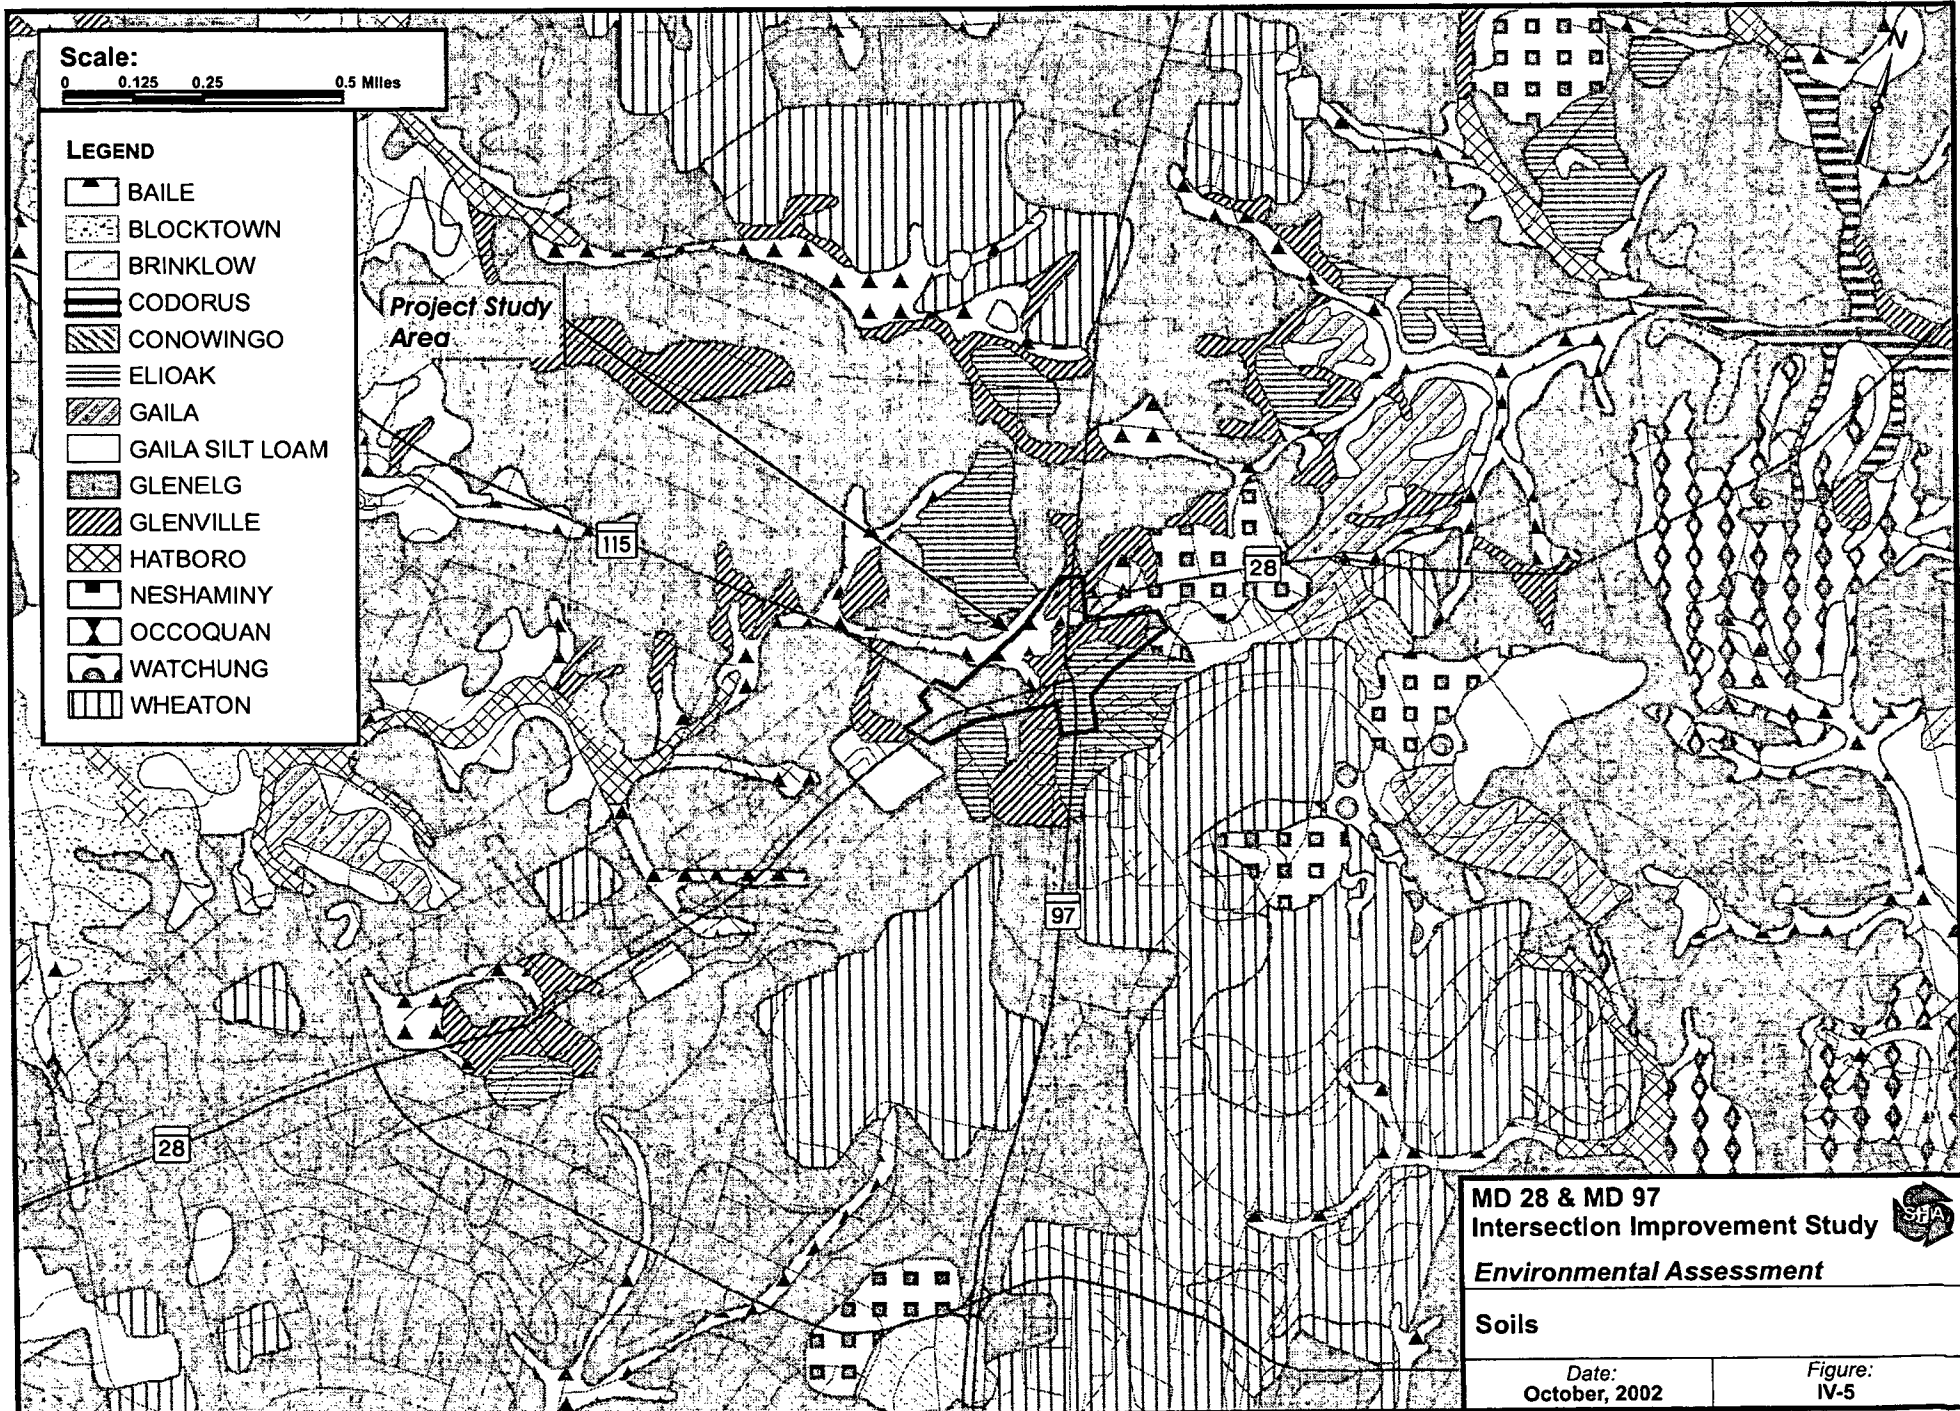 Scale:
0 0.125 0.25 0.5 Miles
LEGEND
BAILE
BLOCKTOWN
BRINKLOW
CODORUS
CONOWINGO
ELIOAK
GAILA
GAILA SILT LOAM
GLENELG
GLENVILLE
HATBORO
NESHAMINY
OCCOQUAN
WATCHUNG
WHEATON
N
Project Study
Area
115
28
97
28
MD 28 & MD 97
Intersection Improvement Study
SHA
Environmental Assessment
Soils
Date:
October, 2002
Figure:
IV-5